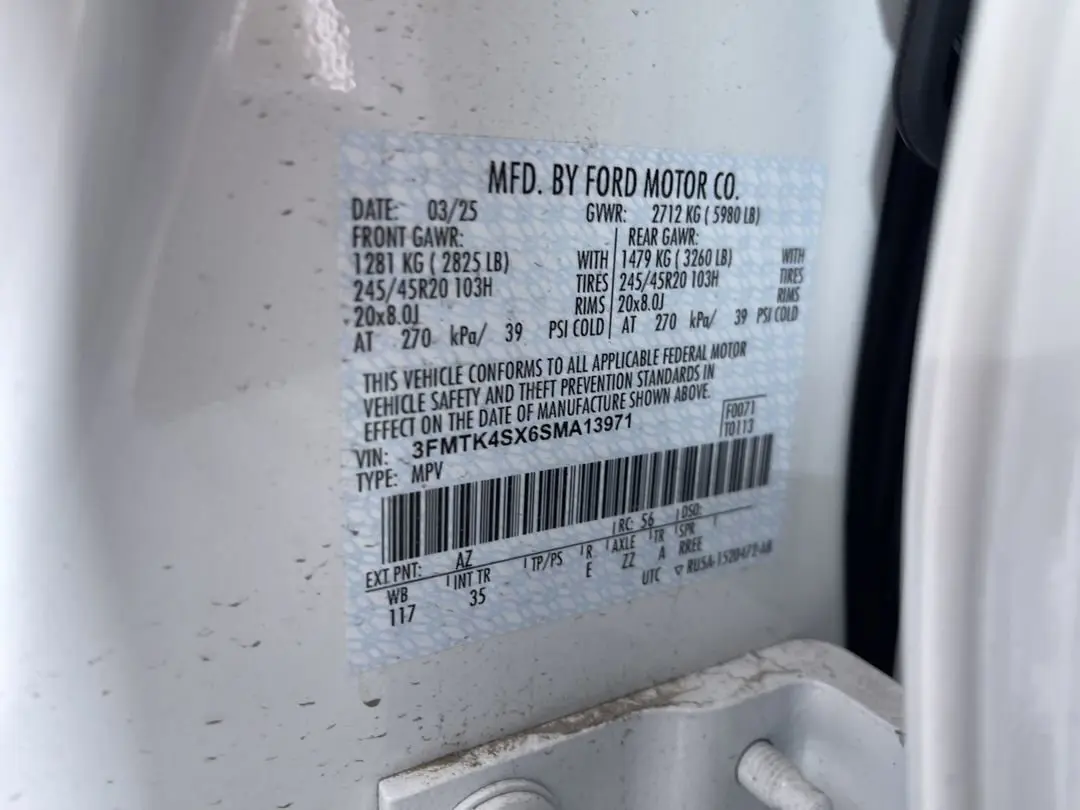 MFD. BY FORD MOTOR CO.
DATE: 03/25 GVWR: 2712 KG ( 5980 LB)
FRONT GAWR: REAR GAWR:
1281 KG ( 2825 LB) WITH 1479 KG ( 3260 LB) WITH
245/45R20 103H TIRES 245/45R20 103H TIRES
20x8.0J RIMS 20x8.0J RIMS
AT 270 kPa/ 39 PSI COLD AT 270 kPa/ 39 PSI COLD
THIS VEHICLE CONFORMS TO ALL APPLICABLE FEDERAL MOTOR
VEHICLE SAFETY AND THEFT PREVENTION STANDARDS IN
EFFECT ON THE DATE OF MANUFACTURE SHOWN ABOVE.
VIN: 3FMTK4SX6SMA13971 F0071
TYPE: MPV T0113
EXT PNT: AZ RC: 56 DSO:
WB INT TR TP/PS R AXLE TR SPR
117 35 E ZZ A RREE
UTC